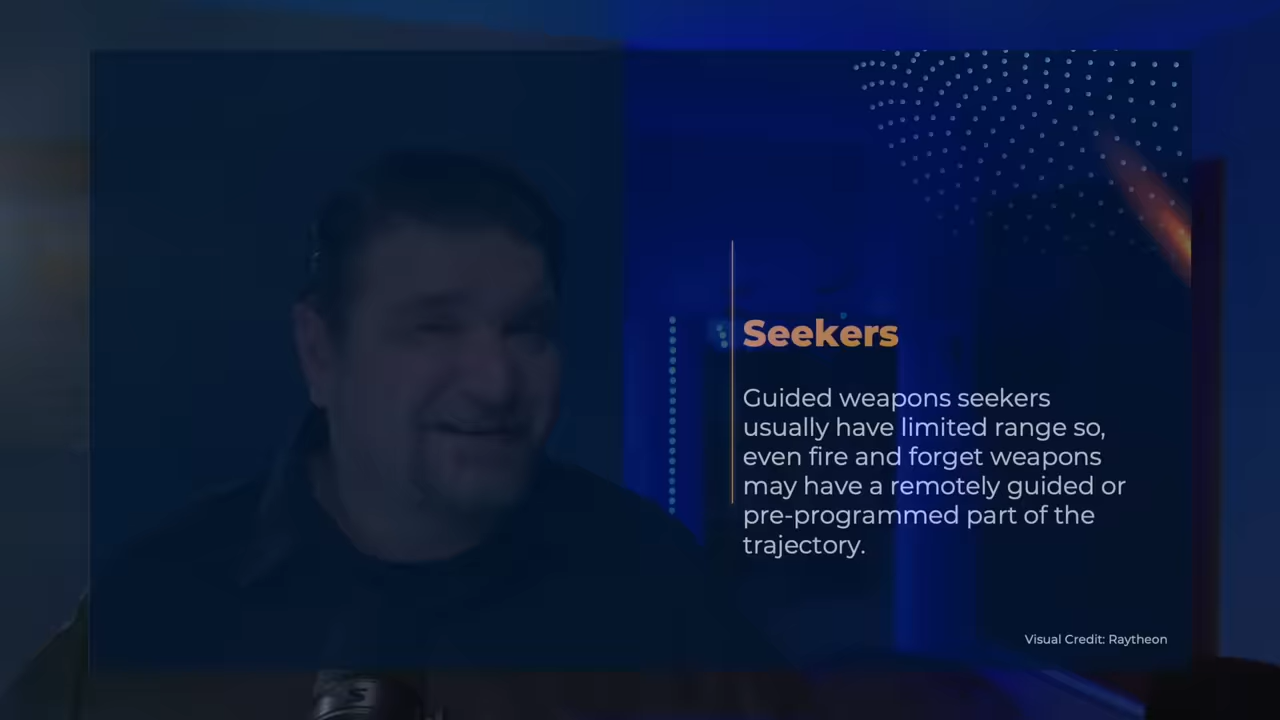 Seekers
Guided weapons seekers
usually have limited range so,
even fire and forget weapons
may have a remotely guided or
pre-programmed part of the
trajectory.
Visual Credit: Raytheon
S